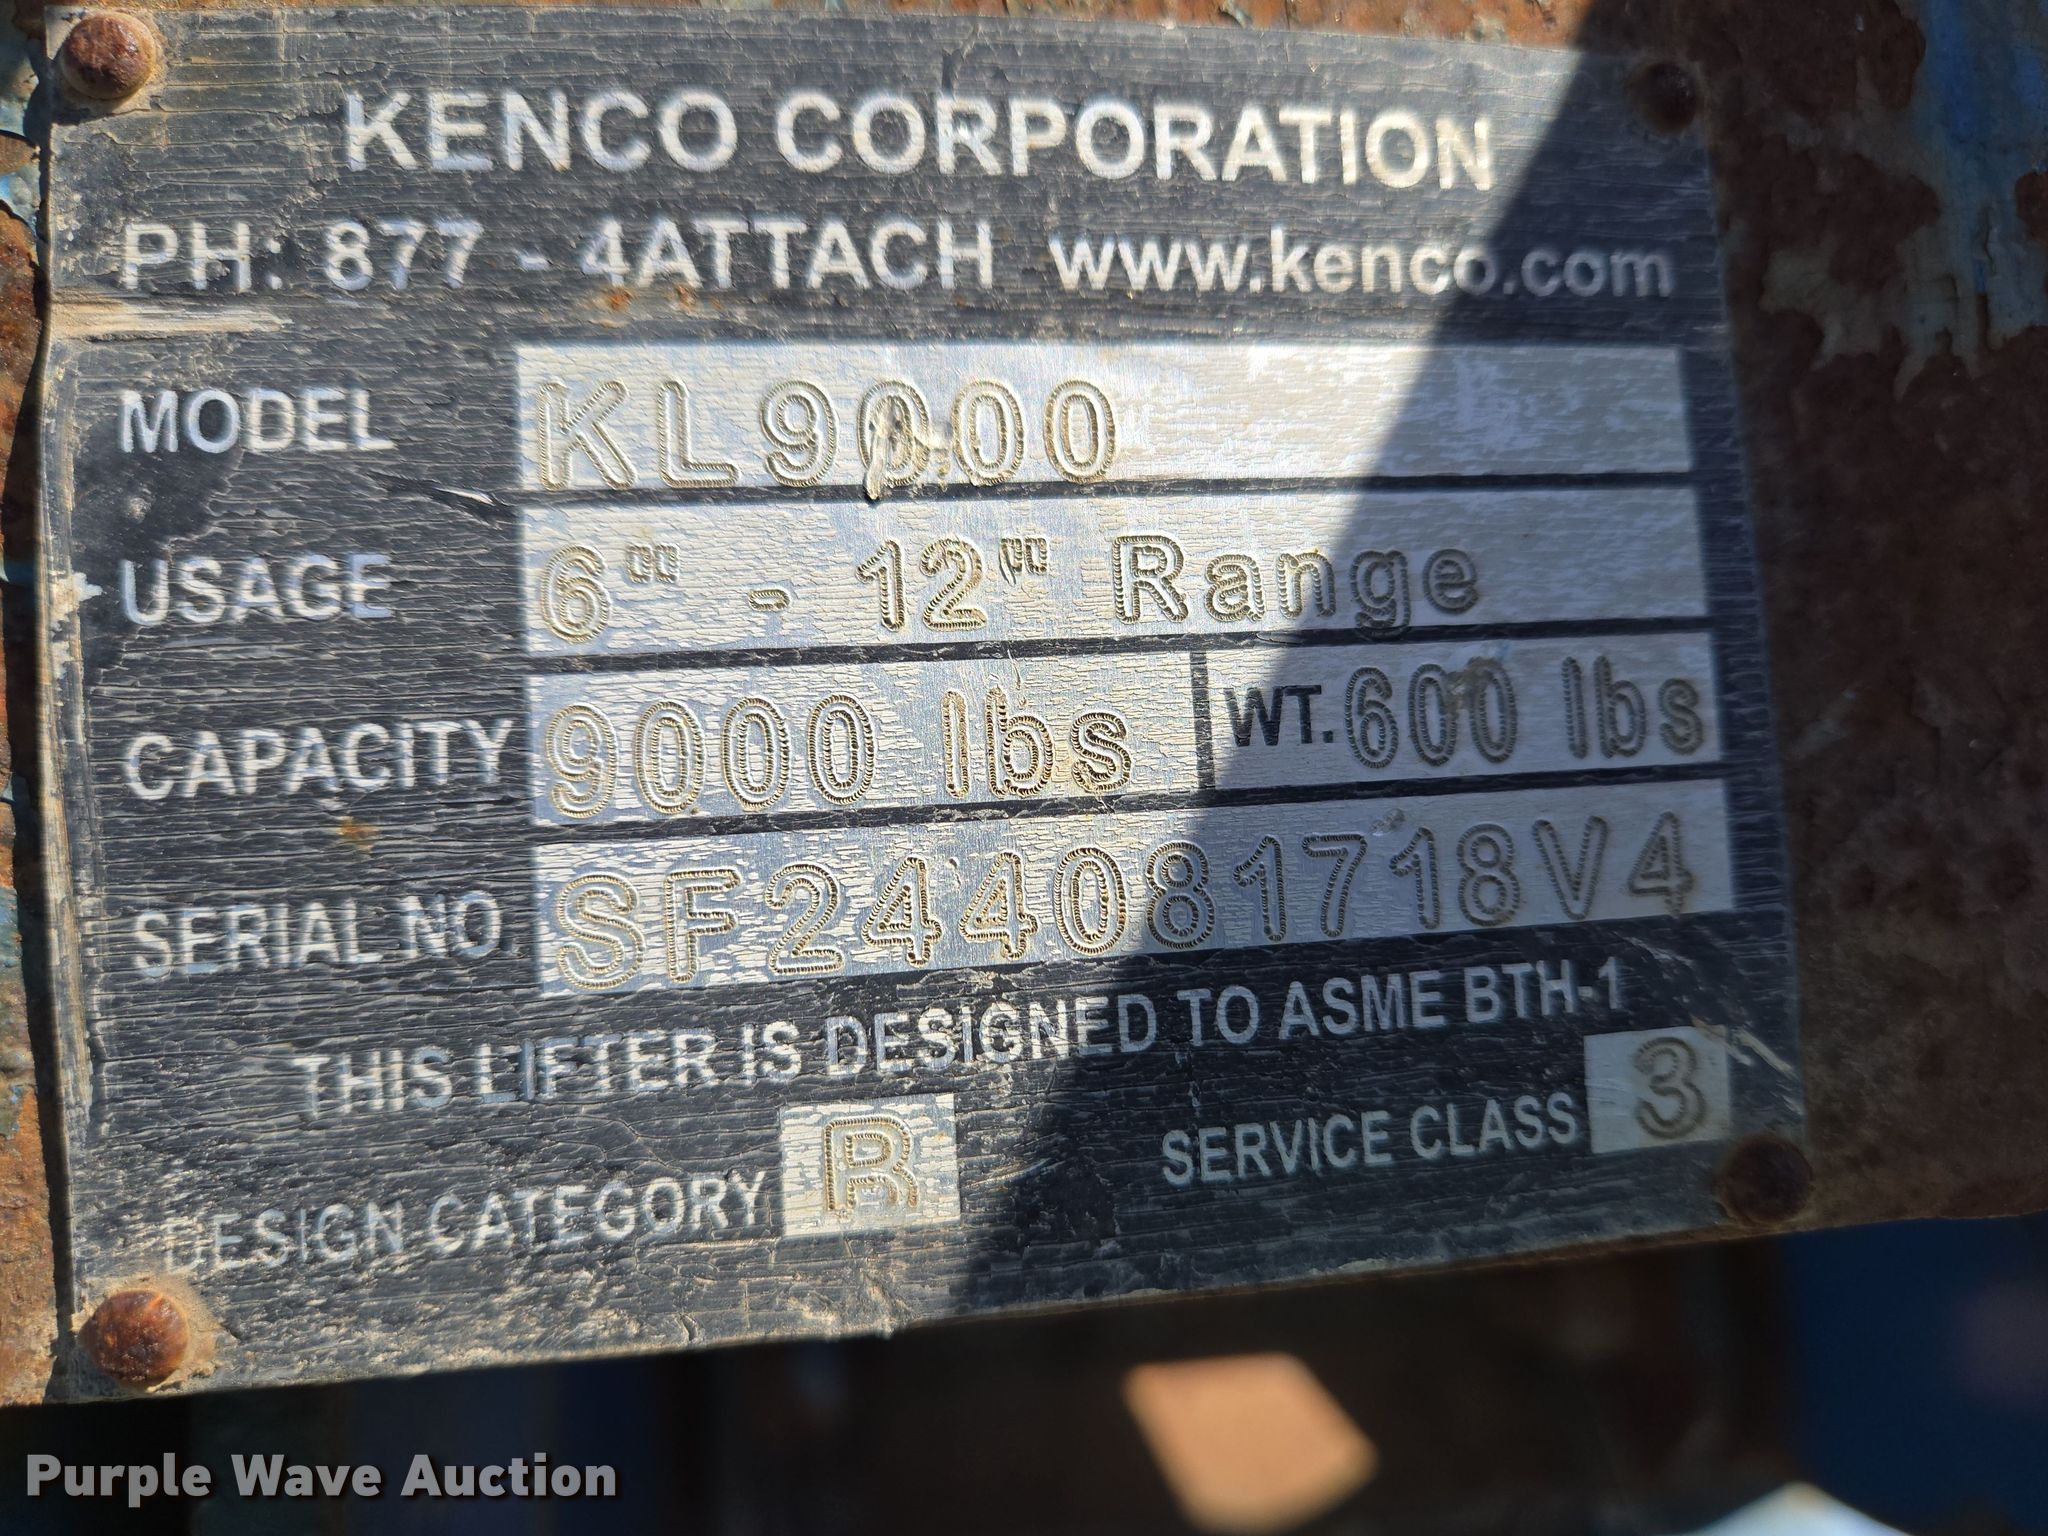 KENCO CORPORATION
PH: 877 - 4ATTACH www.kenco.com
MODEL KL9000
USAGE 6" - 12" Range
CAPACITY 9000 lbs WT. 600 lbs
SERIAL NO. SF244081718V4
THIS LIFTER IS DESIGNED TO ASME BTH-1
DESIGN CATEGORY B SERVICE CLASS 3
Purple Wave Auction